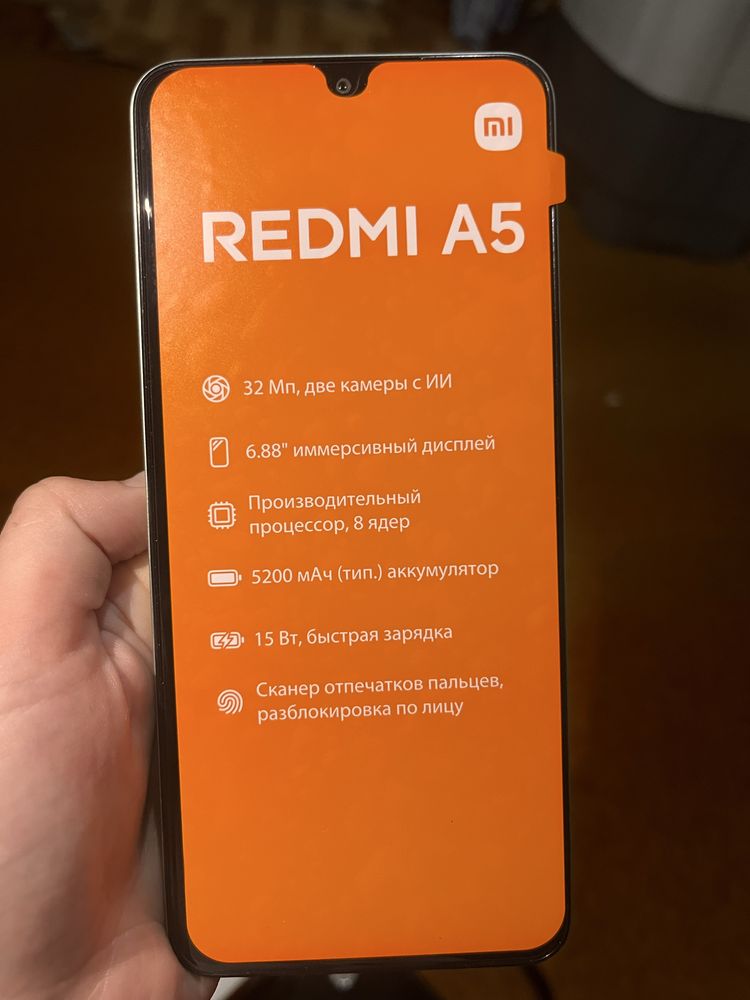 mi
REDMI A5
32 Мп, две камеры с ИИ
6.88" иммерсивный дисплей
Производительный
процессор, 8 ядер
5200 мАч (тип.) аккумулятор
15 Вт, быстрая зарядка
Сканер отпечатков пальцев,
разблокировка по лицу